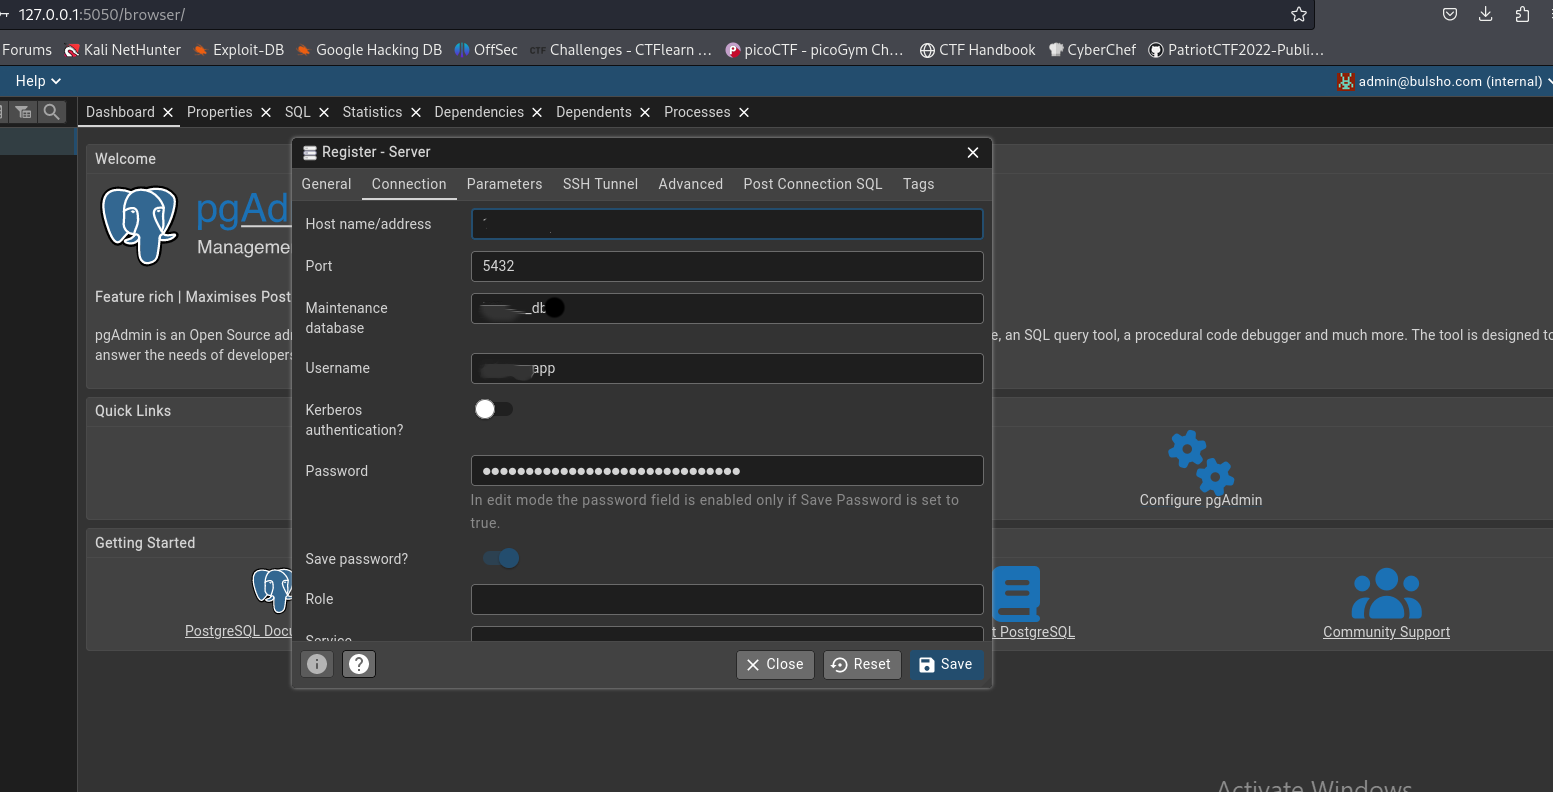 127.0.0.1:5050/browser/
Forums Kali NetHunter Exploit-DB Google Hacking DB OffSec CTF Challenges - CTFlearn ... picoCTF - picoGym Ch... CTF Handbook CyberChef PatriotCTF2022-Publi...
Help admin@bulsho.com (internal)
Dashboard Properties SQL Statistics Dependencies Dependents Processes
Welcome
pgAd
Manageme
Feature rich | Maximises Post
pgAdmin is an Open Source ad
answer the needs of developers
e, an SQL query tool, a procedural code debugger and much more. The tool is designed to
Quick Links
Configure pgAdmin
Getting Started
PostgreSQL Docu
t PostgreSQL
Community Support
Register - Server
General Connection Parameters SSH Tunnel Advanced Post Connection SQL Tags
Host name/address
Port 5432
Maintenance
database
_db
Username app
Kerberos
authentication?
Password ●●●●●●●●●●●●●●●●●●●●●●●●●●●●●●
In edit mode the password field is enabled only if Save Password is set to
true.
Save password?
Role
Service
Close Reset Save
Activate Windows